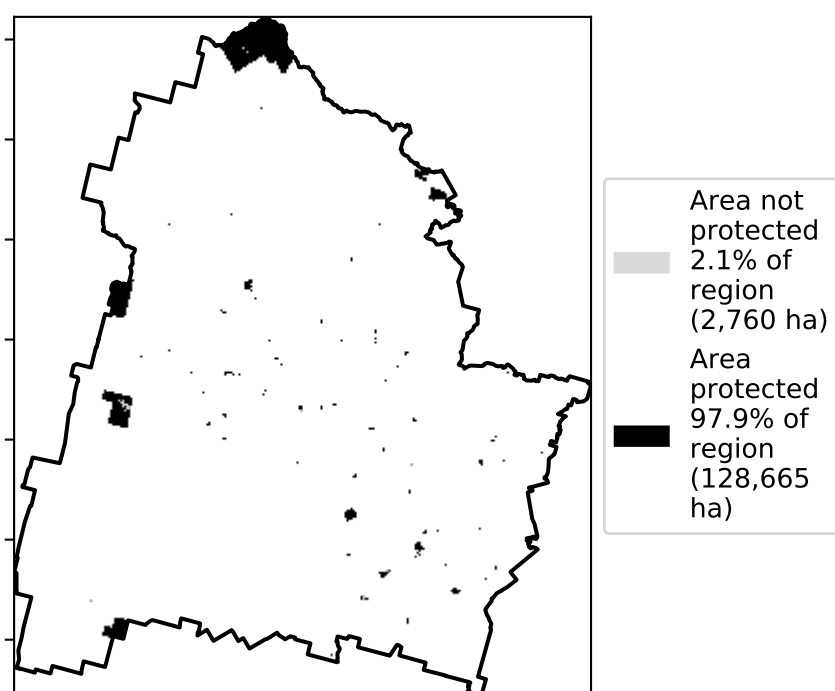 Area not
protected
2.1% of
region
(2,760 ha)
Area
protected
97.9% of
region
(128,665
ha)